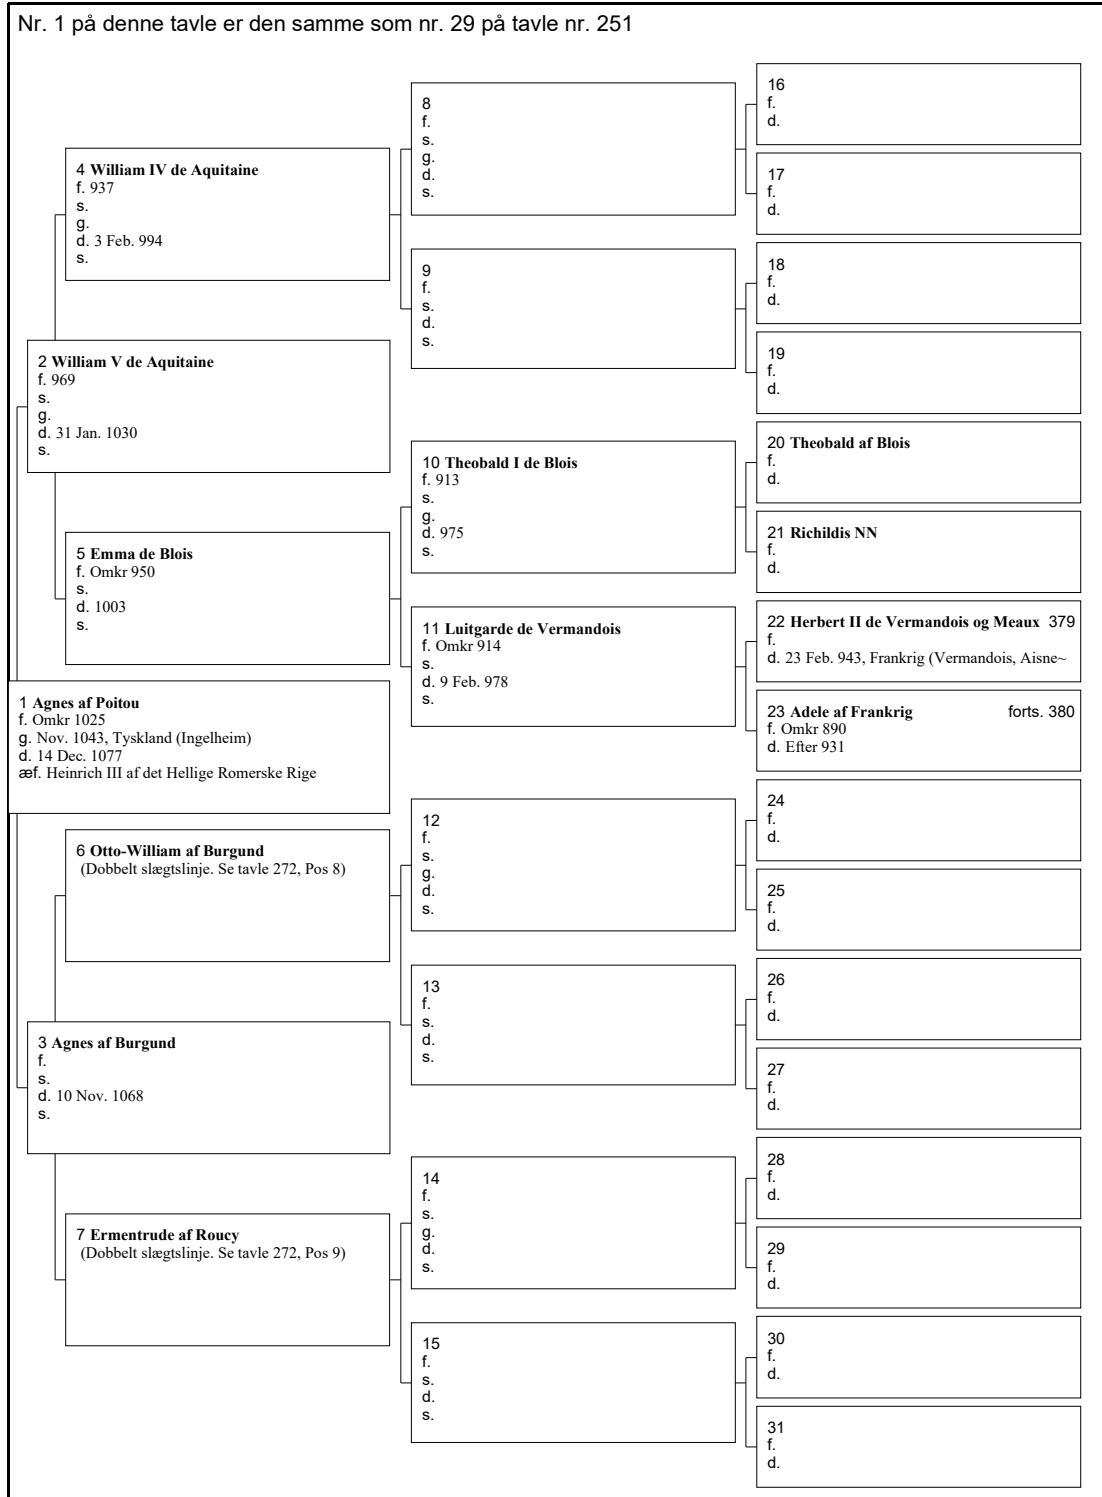 Nr. 1 på denne tavle er den samme som nr. 29 på tavle nr. 251
1 Agnes af Poitou
f. Omkr 1025
g. Nov. 1043, Tyskland (Ingelheim)
d. 14 Dec. 1077
æf. Heinrich III af det Hellige Romerske Rige
2 William V de Aquitaine
f. 969
s.
g.
d. 31 Jan. 1030
s.
3 Agnes af Burgund
f.
s.
d. 10 Nov. 1068
s.
4 William IV de Aquitaine
f. 937
s.
g.
d. 3 Feb. 994
s.
5 Emma de Blois
f. Omkr 950
s.
d. 1003
s.
6 Otto-William af Burgund
(Dobbelt slægtslinje. Se tavle 272, Pos 8)
7 Ermentrude af Roucy
(Dobbelt slægtslinje. Se tavle 272, Pos 9)
8
f.
s.
g.
d.
s.
9
f.
s.
d.
s.
10 Theobald I de Blois
f. 913
s.
g.
d. 975
s.
11 Luitgarde de Vermandois
f. Omkr 914
s.
d. 9 Feb. 978
s.
12
f.
s.
g.
d.
s.
13
f.
s.
d.
s.
14
f.
s.
g.
d.
s.
15
f.
s.
d.
s.
16
f.
d.
17
f.
d.
18
f.
d.
19
f.
d.
20 Theobald af Blois
f.
d.
21 Richildis NN
f.
d.
22 Herbert II de Vermandois og Meaux 379
f.
d. 23 Feb. 943, Frankrig (Vermandois, Aisne~
23 Adele af Frankrig forts. 380
f. Omkr 890
d. Efter 931
24
f.
d.
25
f.
d.
26
f.
d.
27
f.
d.
28
f.
d.
29
f.
d.
30
f.
d.
31
f.
d.